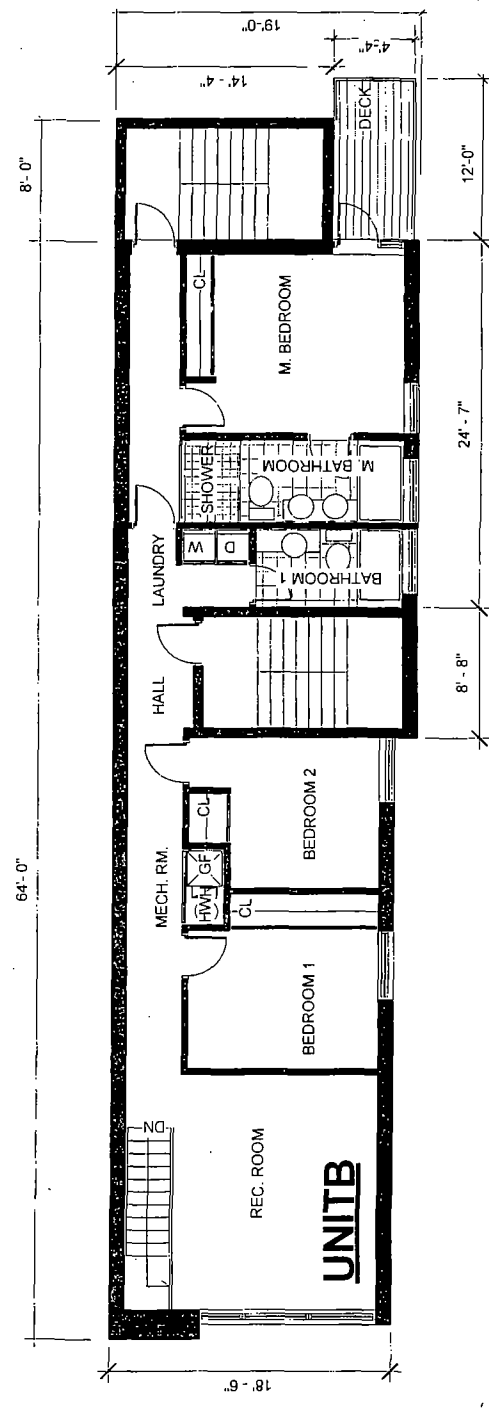 19'-0"
14' - 4"
4'-4"
8'- 0"
12'-0"
DECK
CL
M. BEDROOM
SHOWER
M. BATHROOM
24' - 7"
W
D
LAUNDRY
BATHROOM 1
HALL
8' - 8"
64'- 0"
CL
BEDROOM 2
MECH. RM.
GF
HWH
CL
BEDROOM 1
DN
REC. ROOM
UNITB
18' - 6"